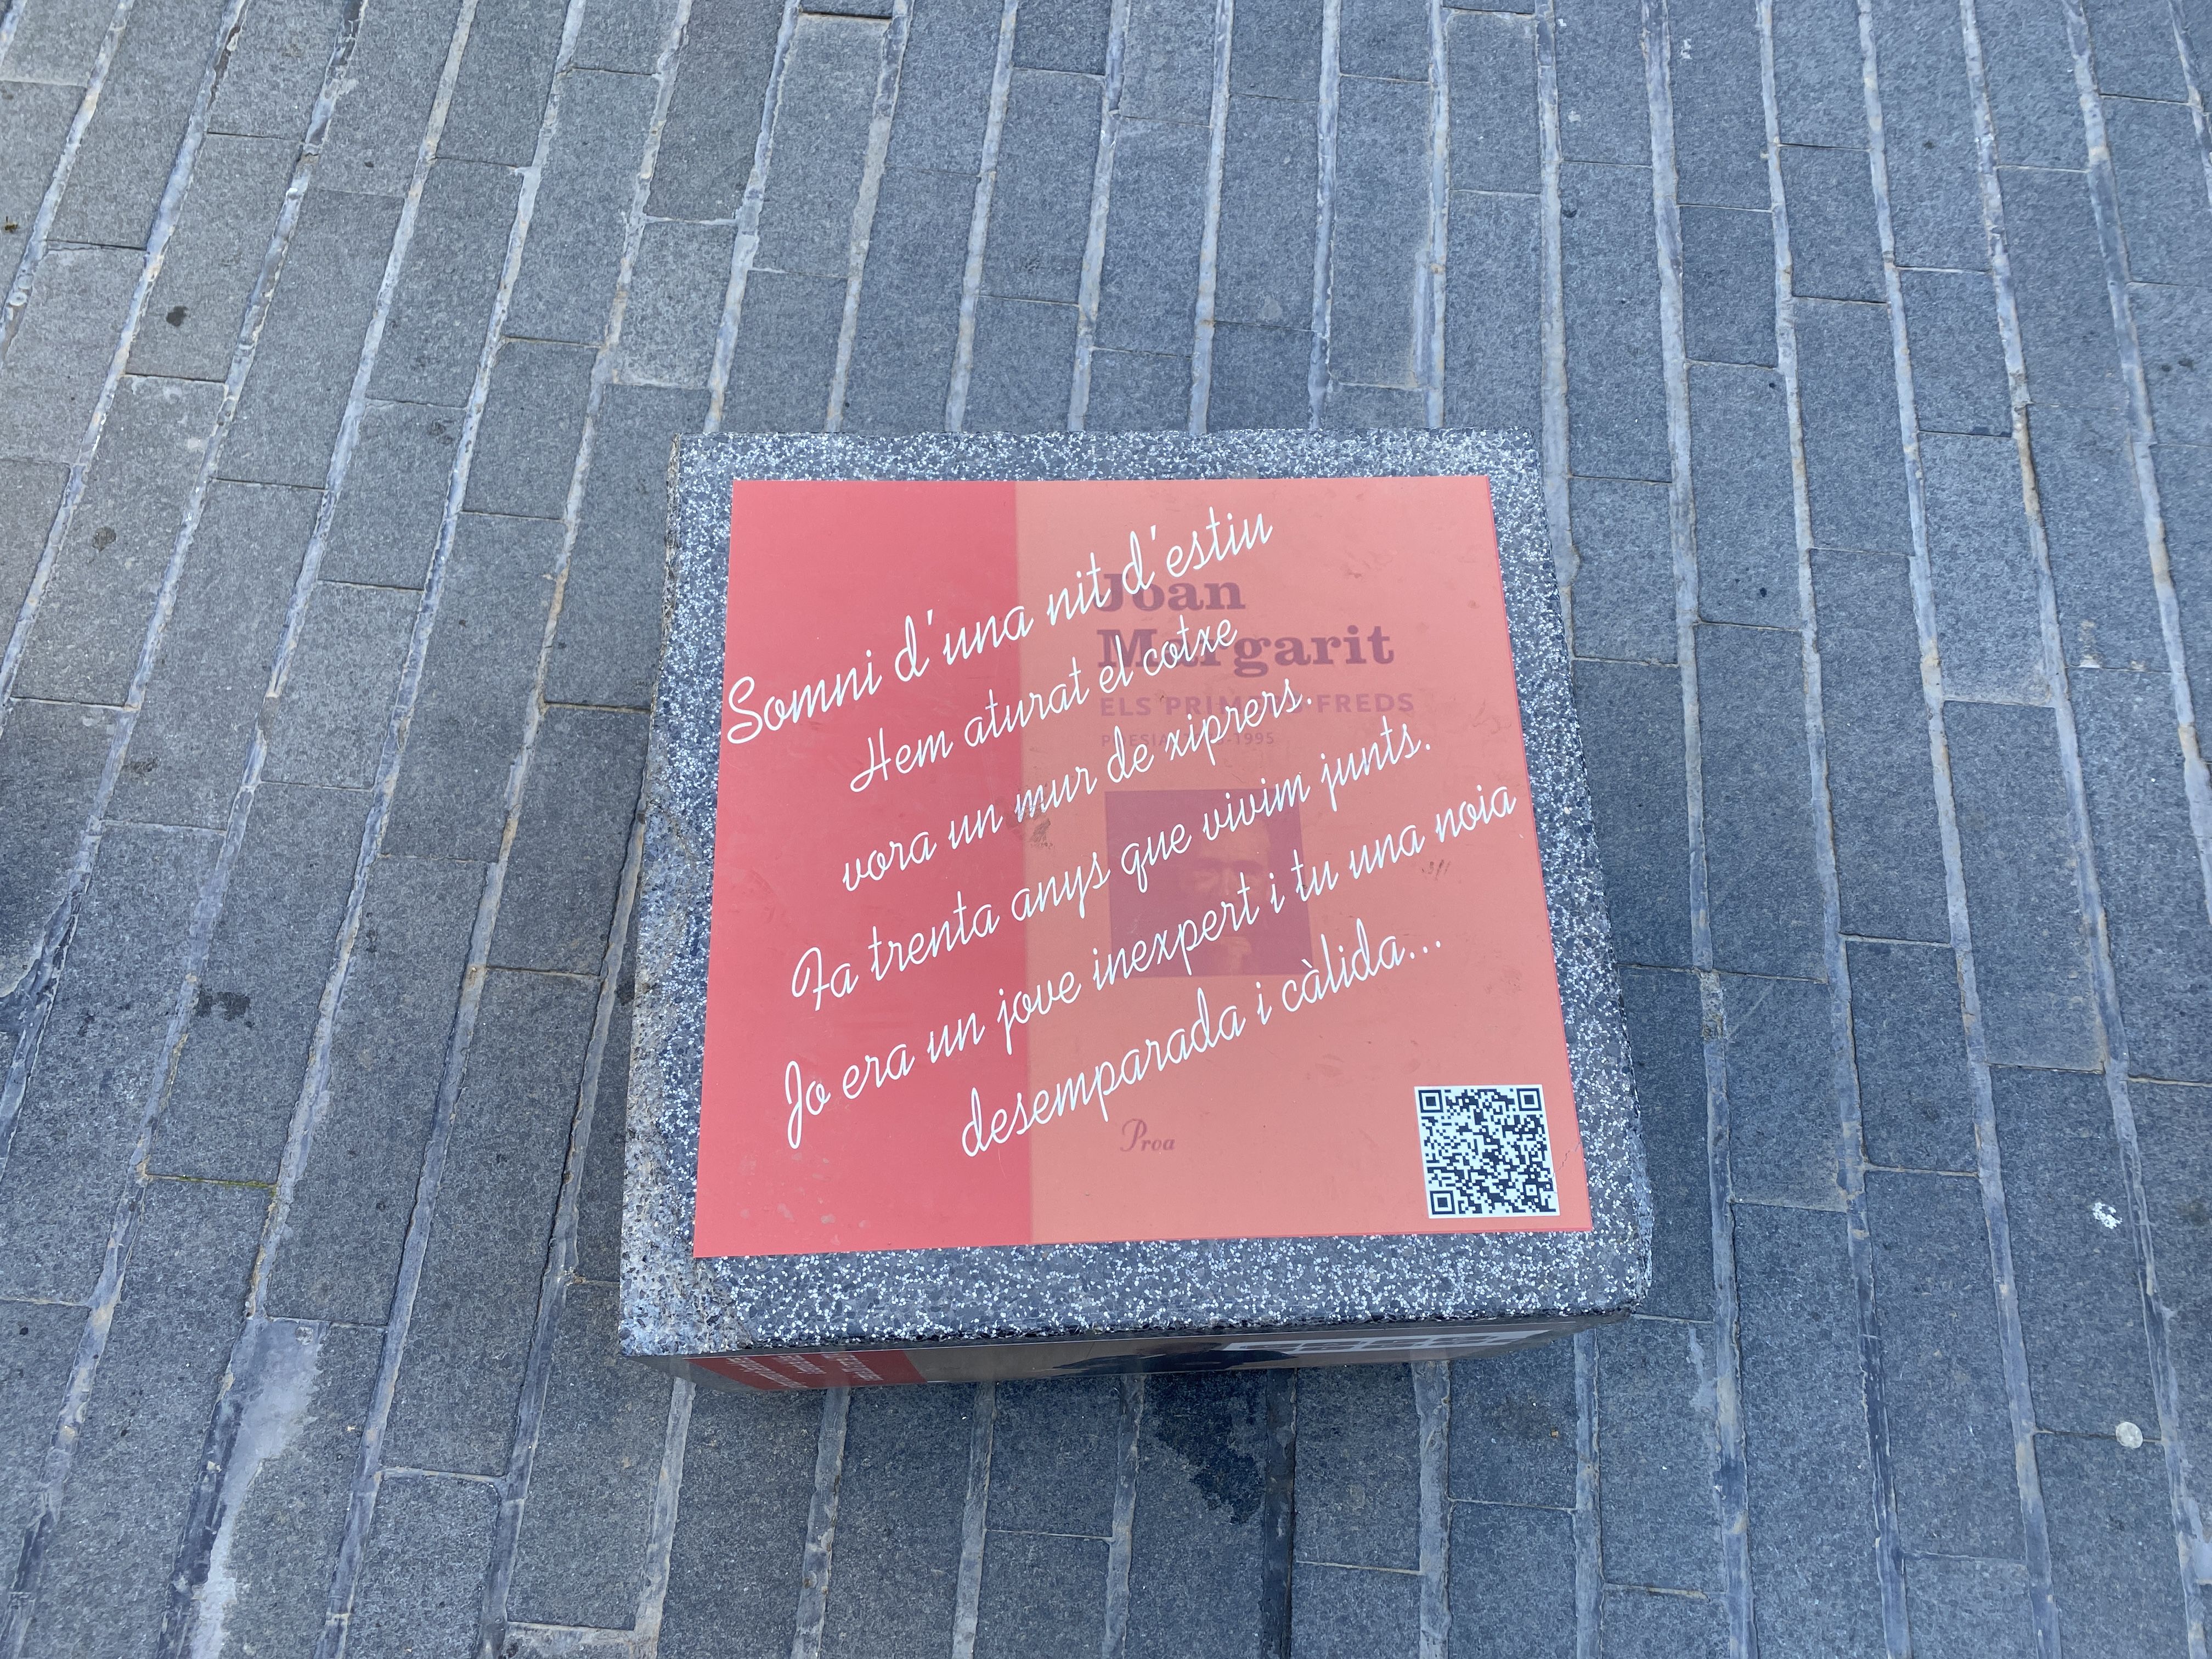 Somni d'una nit d'estiu
Hem aturat el cotxe
vora un mur de xiprers.
Fa trenta anys que vivim junts.
Jo era un jove inexpert i tu una noia
desemparada i càlida...
Joan
Margarit
ELS PRIMERS FREDS
Proa